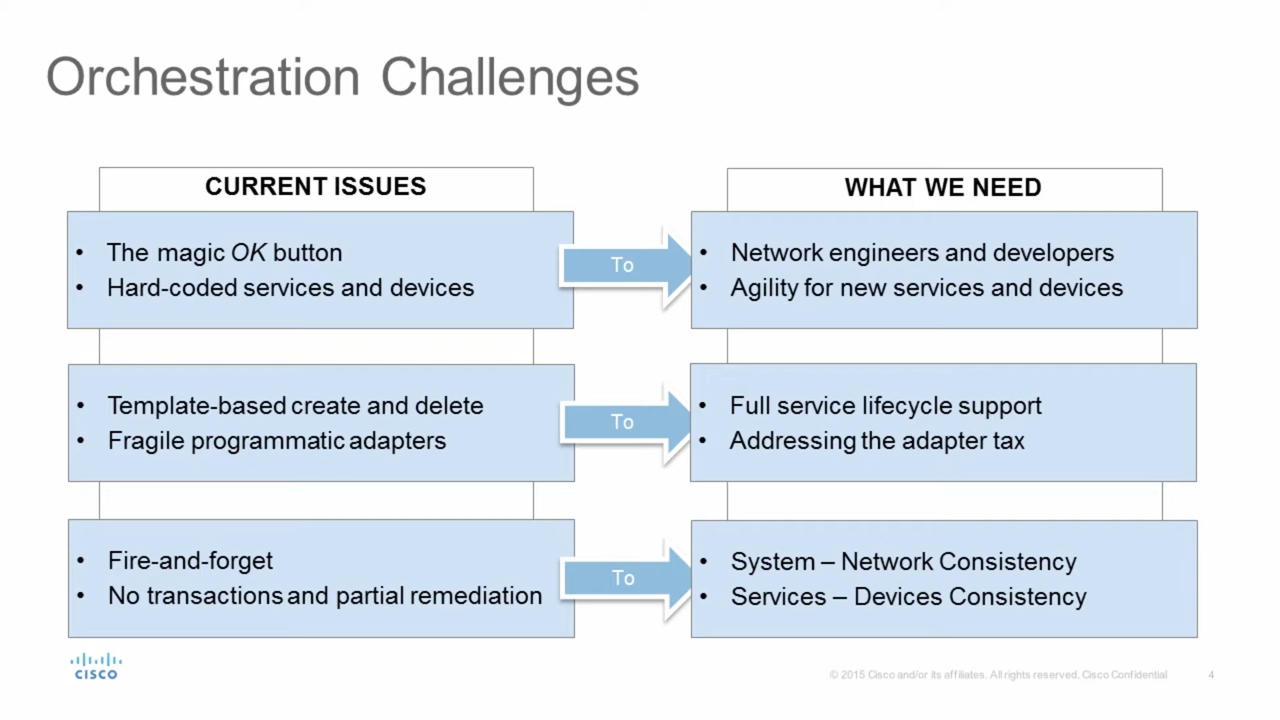 Orchestration Challenges
CURRENT ISSUES
WHAT WE NEED
• The magic OK button
• Hard-coded services and devices
To
• Network engineers and developers
• Agility for new services and devices
• Template-based create and delete
• Fragile programmatic adapters
To
• Full service lifecycle support
• Addressing the adapter tax
• Fire-and-forget
• No transactions and partial remediation
To
• System – Network Consistency
• Services – Devices Consistency
CISCO
© 2015 Cisco and/or its affiliates. All rights reserved. Cisco Confidential
4